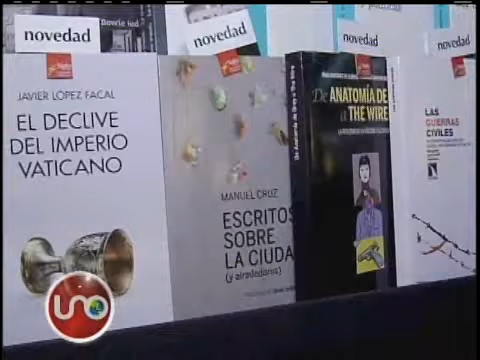 novedad
novedad
novedad
novedad
JAVIER LÓPEZ FACAL
EL DECLIVE
DEL IMPERIO
VATICANO
MANUEL CRUZ
ESCRITOS
SOBRE
LA CIUDA
(y alrededores)
De ANATOMÍA DE
a THE WIRE
LAS
GUERRAS
CIVILES
UNO